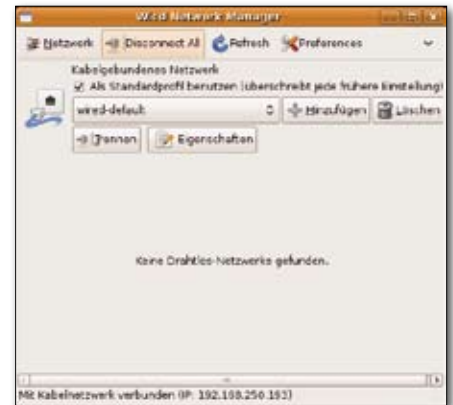 Wicd Network Manager
Netzwerk Disconnect All Refresh Preferences
Kabelgebundenes Netzwerk
Als Standardprofil benutzen (überschreibt jede frühere Einstellung)
wired-default Hinzufügen Löschen
Trennen Eigenschaften
Keine Drahtlos-Netzwerke gefunden.
Mit Kabelnetzwerk verbunden (IP: 192.168.250.193)